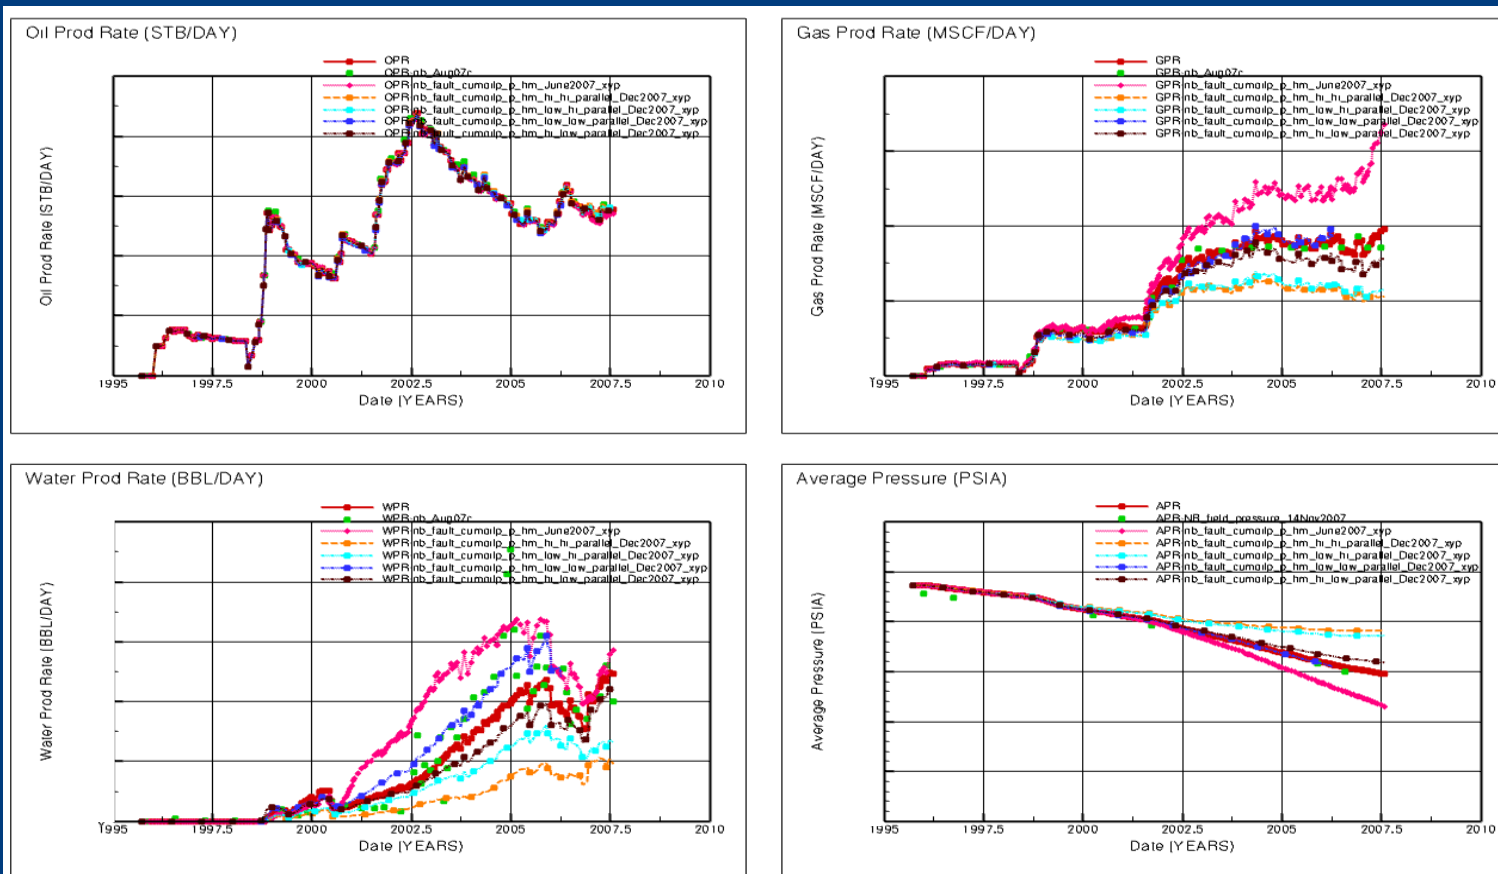 Oil Prod Rate (STB/DAY)
OPR
OPR nb_Aug07c
OPR nb_fault_cumoilp_p_hm_June2007_xyp
OPR nb_fault_cumoilp_p_hm_hi_hi_parallel_Dec2007_xyp
OPR nb_fault_cumoilp_p_hm_low_hi_parallel_Dec2007_xyp
OPR nb_fault_cumoilp_p_hm_low_low_parallel_Dec2007_xyp
OPR nb_fault_cumoilp_p_hm_hi_low_parallel_Dec2007_xyp
Oil Prod Rate (STB/DAY)
1995 1997.5 2000 2002.5 2005 2007.5 2010
Date (YEARS)
Gas Prod Rate (MSCF/DAY)
GPR
GPR nb_Aug07c
GPR nb_fault_cumoilp_p_hm_June2007_xyp
GPR nb_fault_cumoilp_p_hm_hi_hi_parallel_Dec2007_xyp
GPR nb_fault_cumoilp_p_hm_low_hi_parallel_Dec2007_xyp
GPR nb_fault_cumoilp_p_hm_low_low_parallel_Dec2007_xyp
GPR nb_fault_cumoilp_p_hm_hi_low_parallel_Dec2007_xyp
Gas Prod Rate (MSCF/DAY)
1995 1997.5 2000 2002.5 2005 2007.5 2010
Date (YEARS)
Water Prod Rate (BBL/DAY)
WPR
WPR nb_Aug07c
WPR nb_fault_cumoilp_p_hm_June2007_xyp
WPR nb_fault_cumoilp_p_hm_hi_hi_parallel_Dec2007_xyp
WPR nb_fault_cumoilp_p_hm_low_hi_parallel_Dec2007_xyp
WPR nb_fault_cumoilp_p_hm_low_low_parallel_Dec2007_xyp
WPR nb_fault_cumoilp_p_hm_hi_low_parallel_Dec2007_xyp
Water Prod Rate (BBL/DAY)
1995 1997.5 2000 2002.5 2005 2007.5 2010
Date (YEARS)
Average Pressure (PSIA)
APR
APR NB_field_pressure_14Nov2007
APR nb_fault_cumoilp_p_hm_June2007_xyp
APR nb_fault_cumoilp_p_hm_hi_hi_parallel_Dec2007_xyp
APR nb_fault_cumoilp_p_hm_low_hi_parallel_Dec2007_xyp
APR nb_fault_cumoilp_p_hm_low_low_parallel_Dec2007_xyp
APR nb_fault_cumoilp_p_hm_hi_low_parallel_Dec2007_xyp
Average Pressure (PSIA)
1995 1997.5 2000 2002.5 2005 2007.5 2010
Date (YEARS)